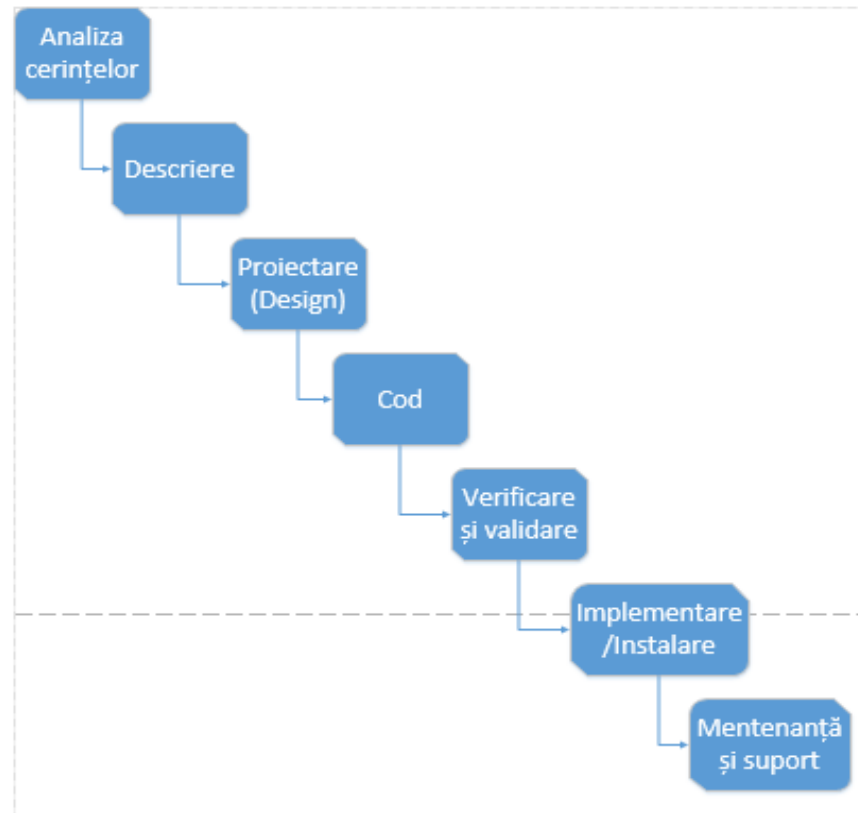 Analiza
cerințelor
Descriere
Proiectare
(Design)
Cod
Verificare
și validare
Implementare
/Instalare
Mentenanță
și suport